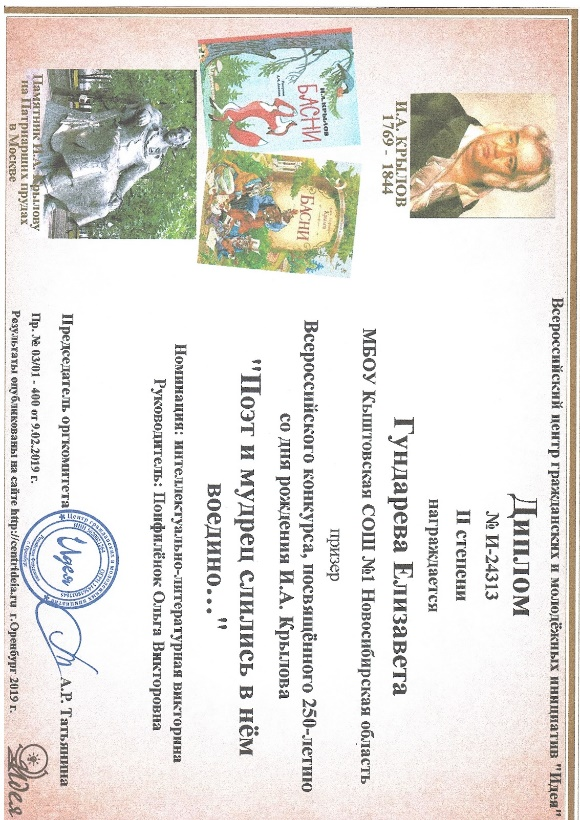 Всероссийский центр гражданских и молодёжных инициатив "Идея"
И.А. КРЫЛОВ
1769 - 1844
И.А. КРЫЛОВ
БАСНИ
БАСНИ
Памятник И.А. Крылову
на Патриарших прудах
в Москве
Диплом
№ И-24313
II степени
награждается
Гундарева Елизавета
МБОУ Кыштовская СОШ №1 Новосибирская область
призер
Всероссийского конкурса, посвящённого 250-летию
со дня рождения И.А. Крылова
"Поэт и мудрец слились в нём
воедино..."
Номинация: интеллектуально-литературная викторина
Руководитель: Понфилёнок Ольга Викторовна
Председатель оргкомитета
Идея
А.Р. Татьянина
Пр. № 03/01 - 400 от 9.02.2019 г.
Результаты опубликованы на сайте http://centrideia.ru г.Оренбург 2019 г.
Идея